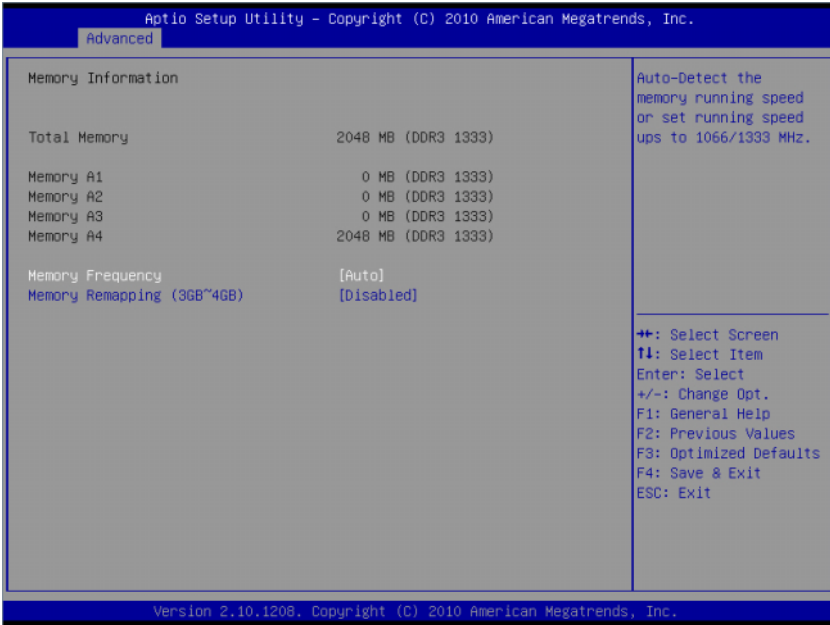 Aptio Setup Utility – Copyright (C) 2010 American Megatrends, Inc.
Advanced
Memory Information
Total Memory 2048 MB (DDR3 1333)
Memory A1 0 MB (DDR3 1333)
Memory A2 0 MB (DDR3 1333)
Memory A3 0 MB (DDR3 1333)
Memory A4 2048 MB (DDR3 1333)
Memory Frequency [Auto]
Memory Remapping (3GB~4GB) [Disabled]
Auto-Detect the
memory running speed
or set running speed
ups to 1066/1333 MHz.
→←: Select Screen
↑↓: Select Item
Enter: Select
+/-: Change Opt.
F1: General Help
F2: Previous Values
F3: Optimized Defaults
F4: Save & Exit
ESC: Exit
Version 2.10.1208. Copyright (C) 2010 American Megatrends, Inc.